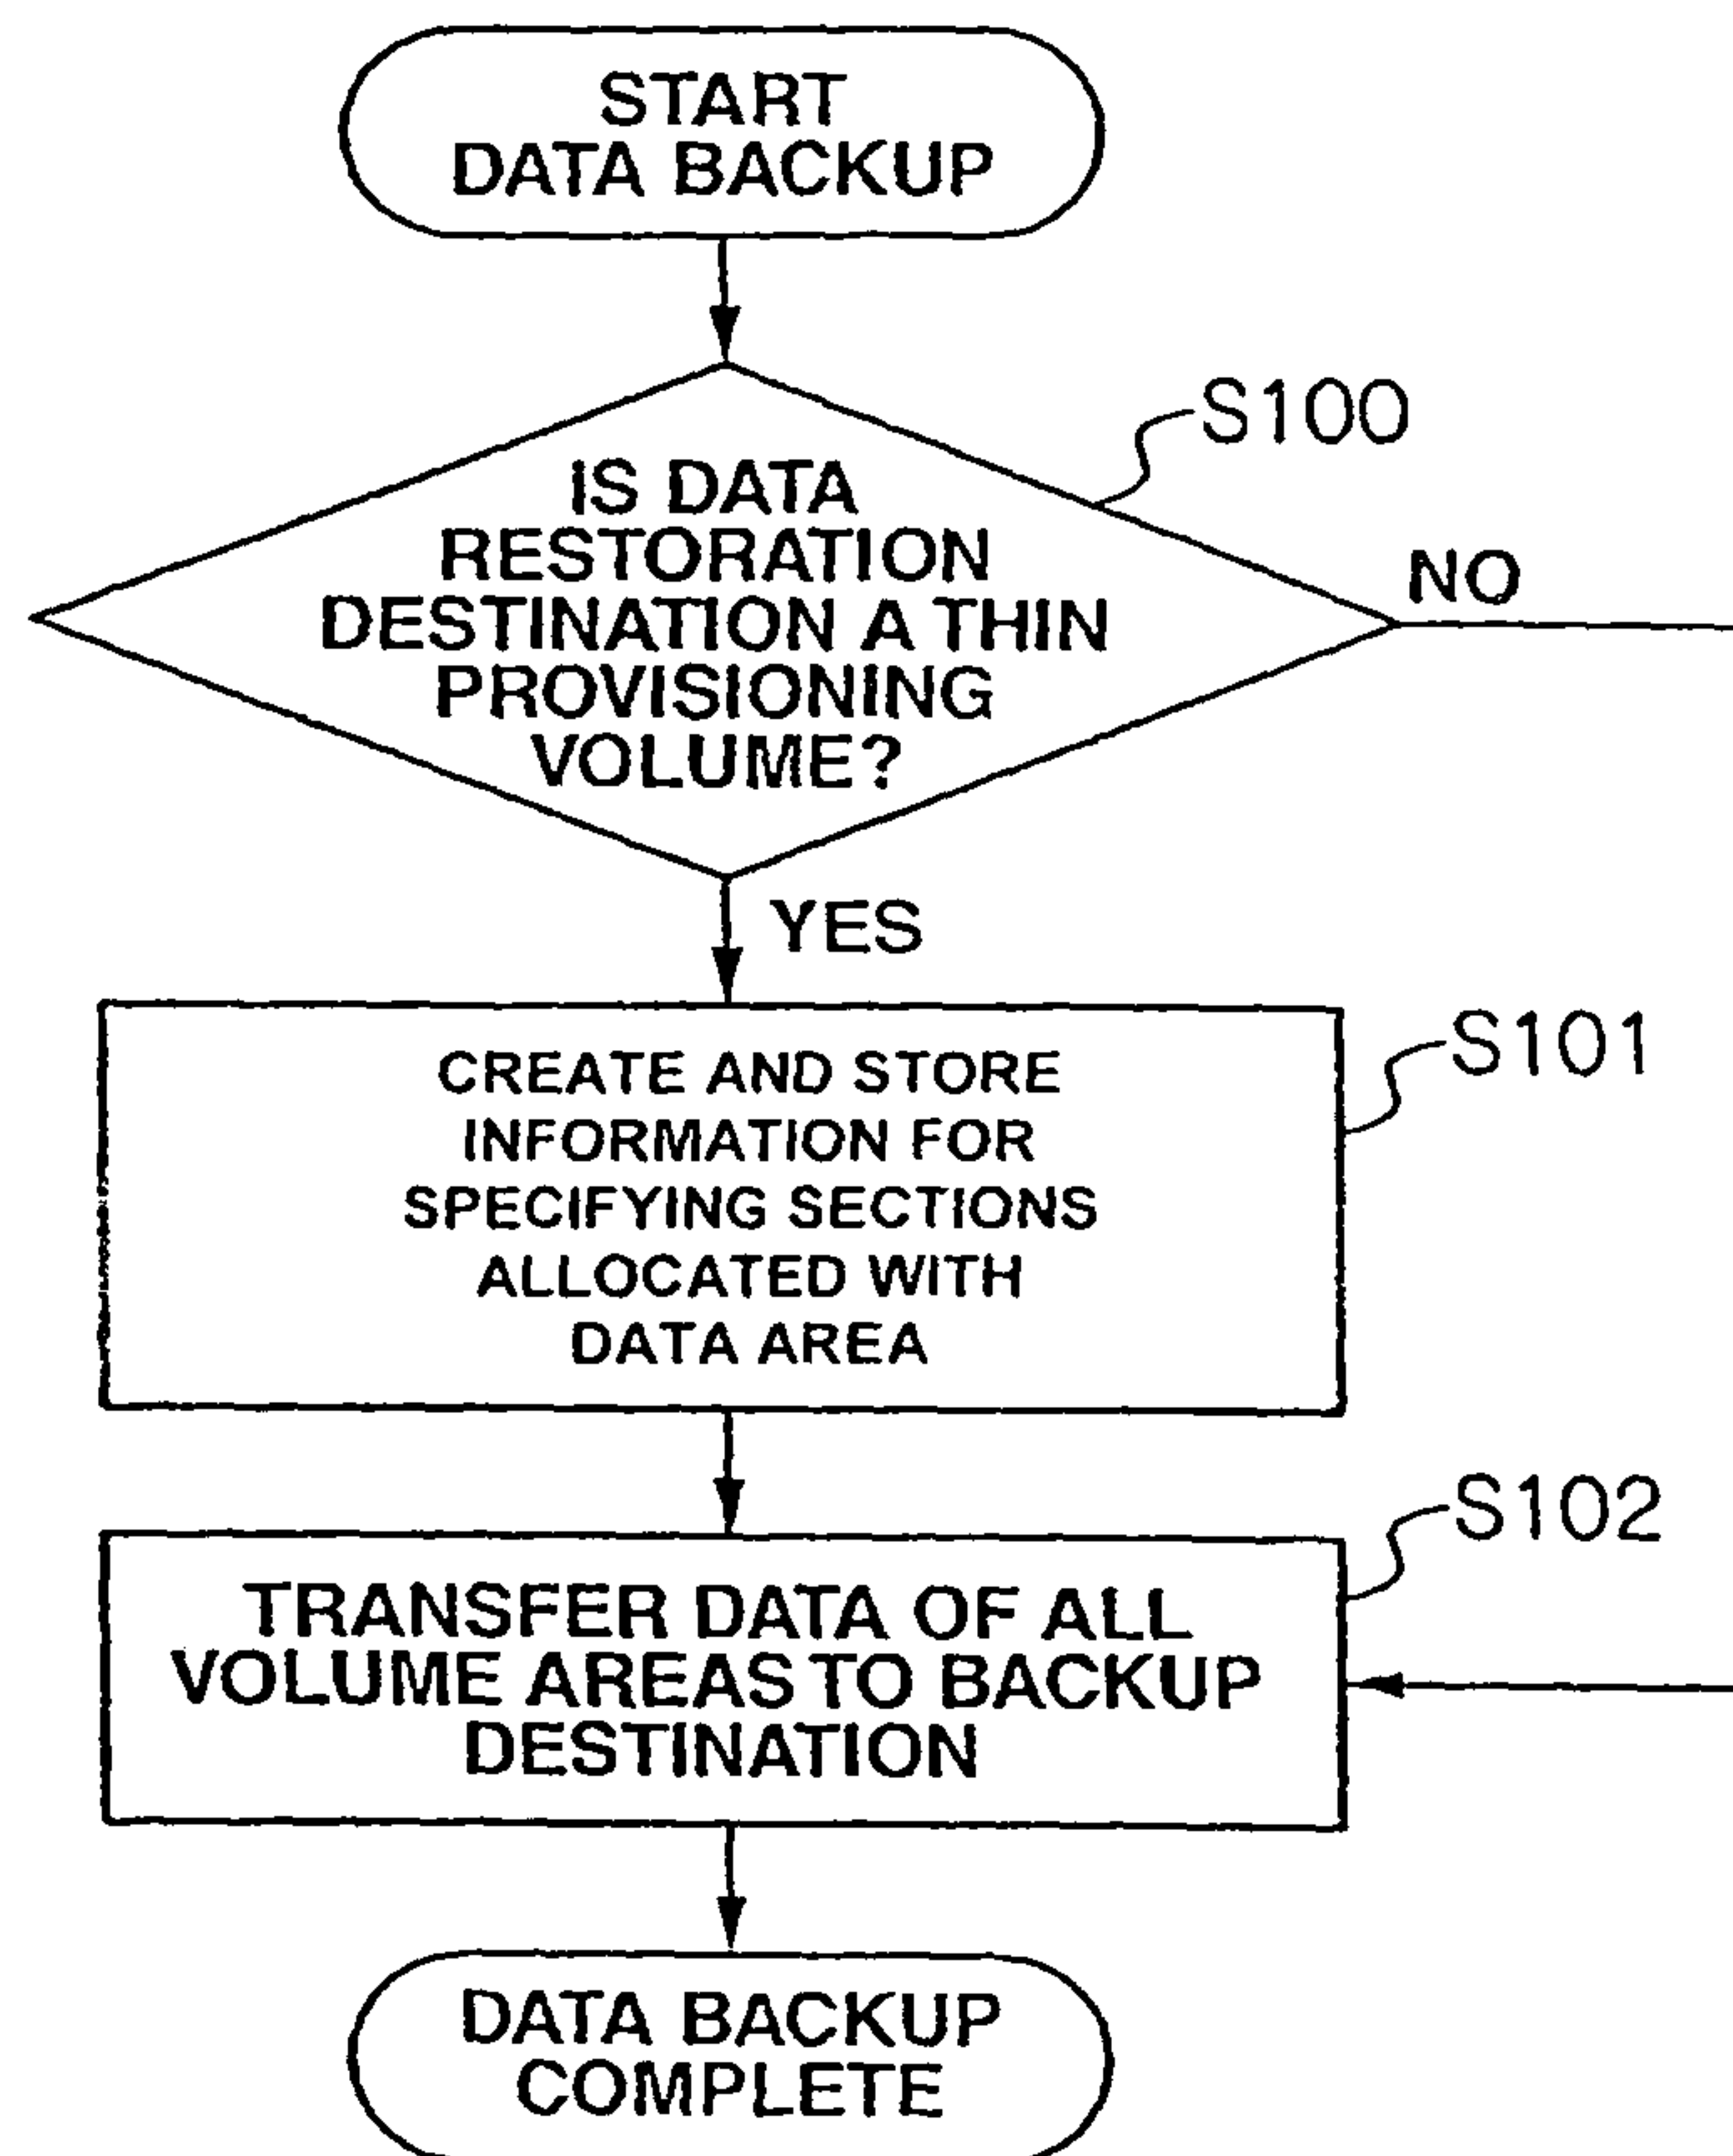 START
DATA BACKUP
S100
IS DATA
RESTORATION
DESTINATION A THIN
PROVISIONING
VOLUME?
NO
YES
S101
CREATE AND STORE
INFORMATION FOR
SPECIFYING SECTIONS
ALLOCATED WITH
DATA AREA
S102
TRANSFER DATA OF ALL
VOLUME AREAS TO BACKUP
DESTINATION
DATA BACKUP
COMPLETE